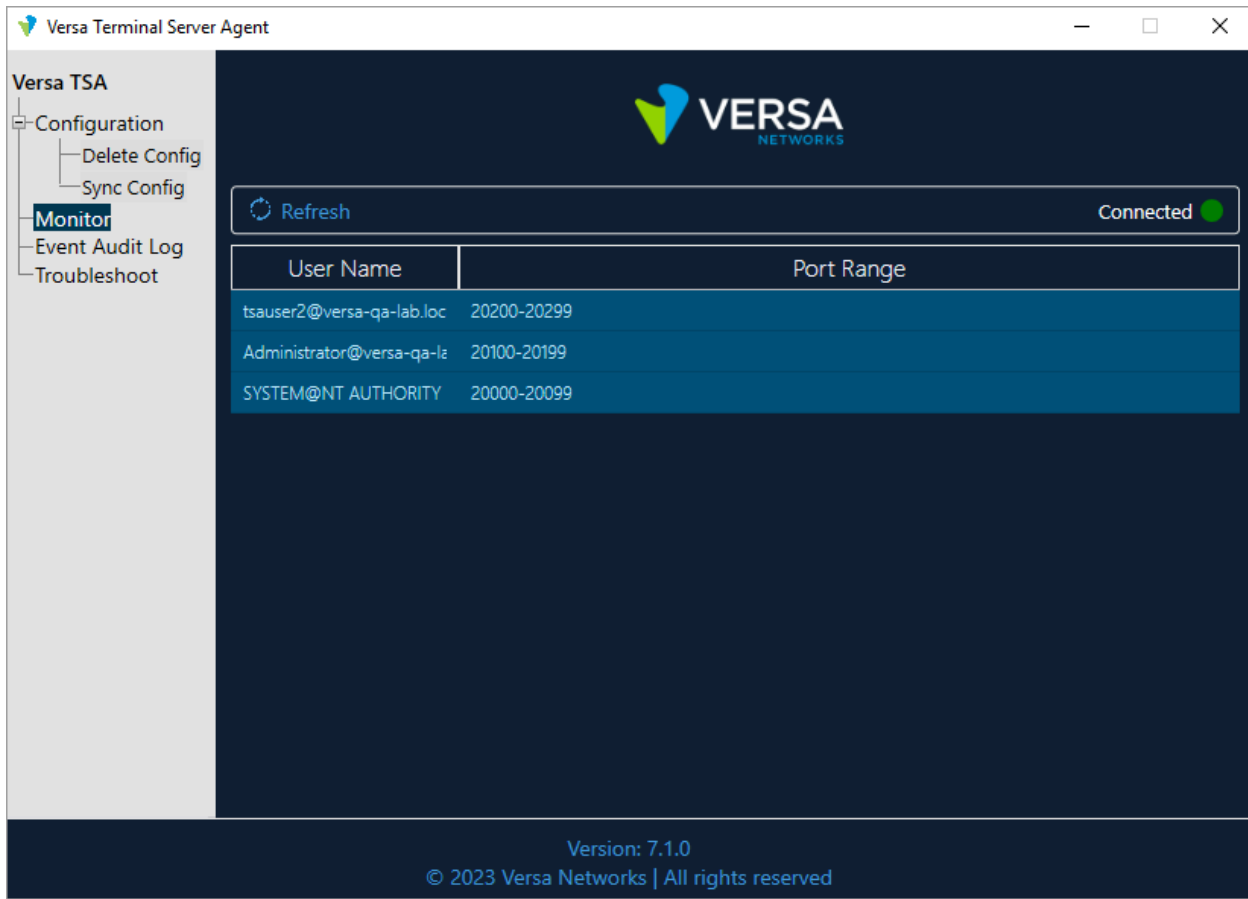 Versa Terminal Server Agent
Versa TSA
Configuration
Delete Config
Sync Config
Monitor
Event Audit Log
Troubleshoot
VERSA
NETWORKS
Refresh
Connected
User Name Port Range
tsauser2@versa-qa-lab.loc 20200-20299
Administrator@versa-qa-la 20100-20199
SYSTEM@NT AUTHORITY 20000-20099
Version: 7.1.0
© 2023 Versa Networks | All rights reserved